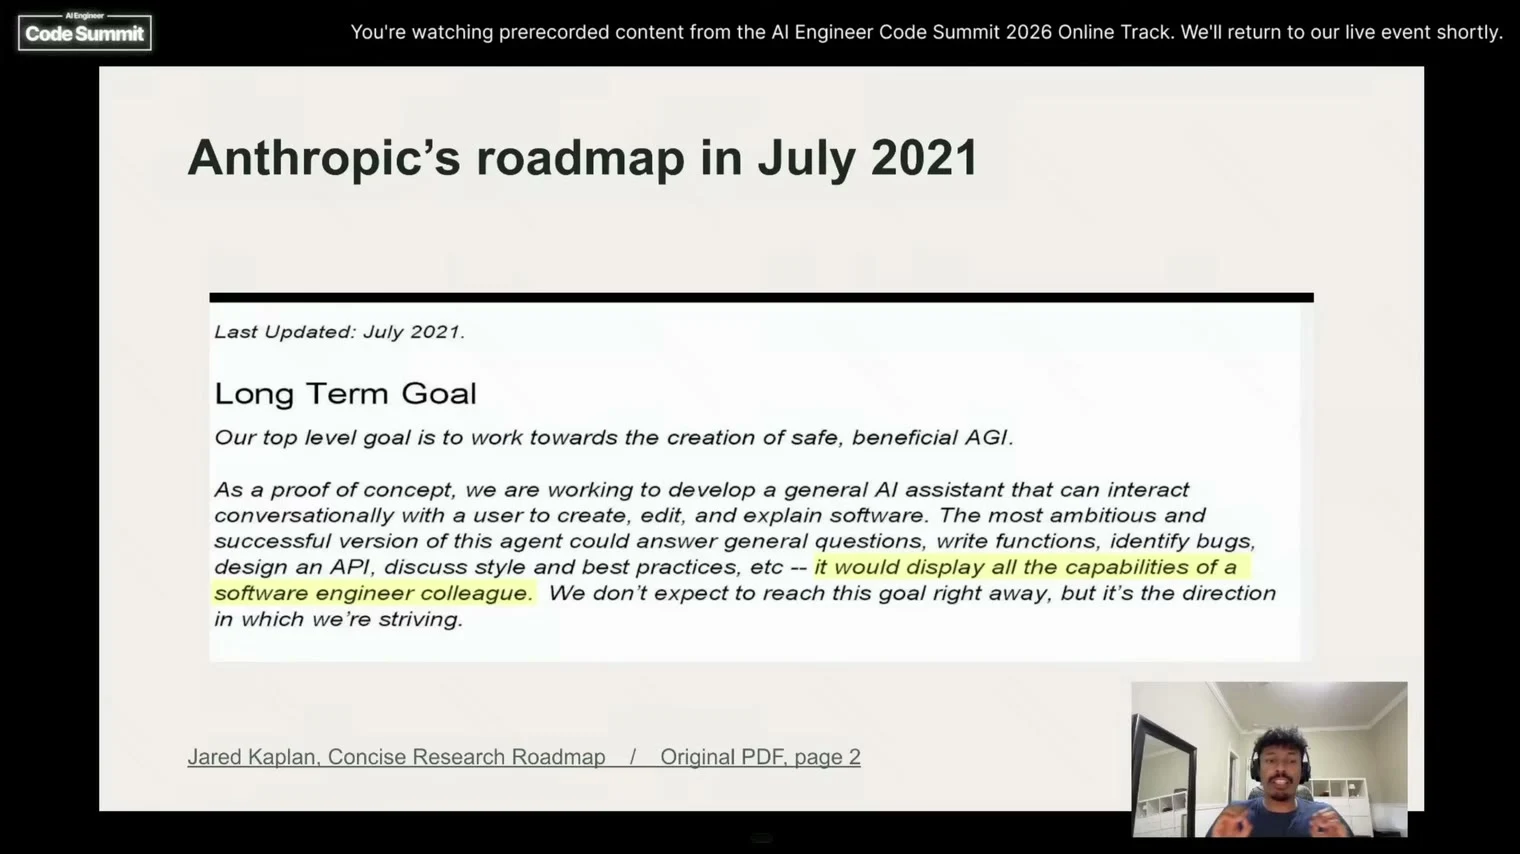 AI Engineer
Code Summit
You're watching prerecorded content from the AI Engineer Code Summit 2026 Online Track. We'll return to our live event shortly.
Anthropic’s roadmap in July 2021
Last Updated: July 2021.
Long Term Goal
Our top level goal is to work towards the creation of safe, beneficial AGI.
As a proof of concept, we are working to develop a general AI assistant that can interact
conversationally with a user to create, edit, and explain software. The most ambitious and
successful version of this agent could answer general questions, write functions, identify bugs,
design an API, discuss style and best practices, etc -- it would display all the capabilities of a
software engineer colleague. We don’t expect to reach this goal right away, but it’s the direction
in which we’re striving.
Jared Kaplan, Concise Research Roadmap / Original PDF, page 2